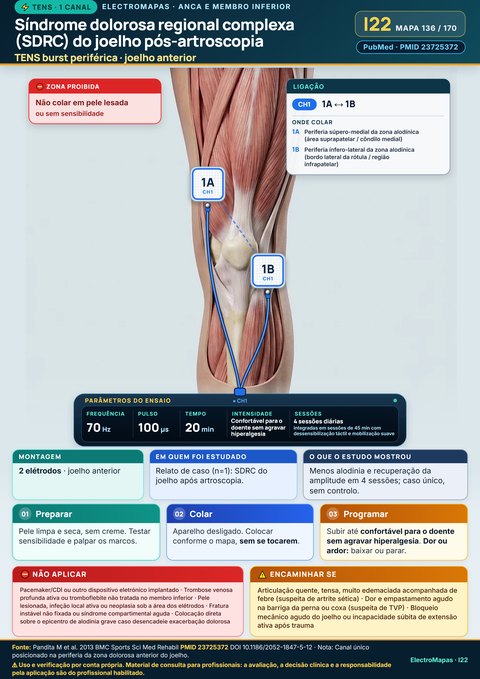 TENS · 1 CANAL
ELECTROMAPAS · ANCA E MEMBRO INFERIOR
Síndrome dolorosa regional complexa
(SDRC) do joelho pós-artroscopia
TENS burst periférica · joelho anterior
I22 MAPA 136 / 170
PubMed · PMID 23725372
ZONA PROIBIDA
Não colar em pele lesada
ou sem sensibilidade
LIGAÇÃO
CH1 1A ↔ 1B
ONDE COLAR
1A Periferia súpero-medial da zona alodínica
(área suprapatelar / côndilo medial)
1B Periferia ínfero-lateral da zona alodínica
(bordo lateral da rótula / região
infrapatelar)
1A
CH1
1B
CH1
PARÂMETROS DO ENSAIO
CH1
FREQUÊNCIA
70 Hz
PULSO
100 µs
TEMPO
20 min
INTENSIDADE
Confortável para o
doente sem agravar
hiperalgesia
SESSÕES
4 sessões diárias
integradas em sessões de 45 min com
dessensibilização táctil e mobilização suave
MONTAGEM
2 elétrodos · joelho anterior
EM QUEM FOI ESTUDADO
Relato de caso (n=1): SDRC do
joelho após artroscopia.
O QUE O ESTUDO MOSTROU
Menos alodinia e recuperação da
amplitude em 4 sessões; caso único,
sem controlo.
01 Preparar
Pele limpa e seca, sem creme. Testar
sensibilidade e palpar os marcos.
02 Colar
Aparelho desligado. Colocar
conforme o mapa, sem se tocarem.
03 Programar
Subir até confortável para o doente
sem agravar hiperalgesia. Dor ou
ardor: baixar ou parar.
NÃO APLICAR
Pacemaker/CDI ou outro dispositivo eletrónico implantado · Trombose venosa
profunda ativa ou tromboflebite não tratada no membro inferior · Pele
lesionada, infeção local ativa ou neoplasia sob a área dos elétrodos · Fratura
instável não fixada ou síndrome compartimental aguda · Colocação direta
sobre o epicentro de alodinia grave caso desencadeie exacerbação dolorosa
ENCAMINHAR SE
Articulação quente, tensa, muito edemaciada acompanhada de
febre (suspeita de artrite sética) · Dor e empastamento agudo
na barriga da perna ou coxa (suspeita de TVP) · Bloqueio
mecânico agudo do joelho ou incapacidade súbita de extensão
ativa após trauma
Fonte: Pandita M et al. 2013 BMC Sports Sci Med Rehabil PMID 23725372 DOI 10.1186/2052-1847-5-12 · Nota: Canal único
posicionado na periferia da zona dolorosa anterior do joelho.
Uso e verificação por conta própria. Material de consulta para profissionais: a avaliação, a decisão clínica e a responsabilidade
pela aplicação são do profissional habilitado.
ElectroMapas · I22